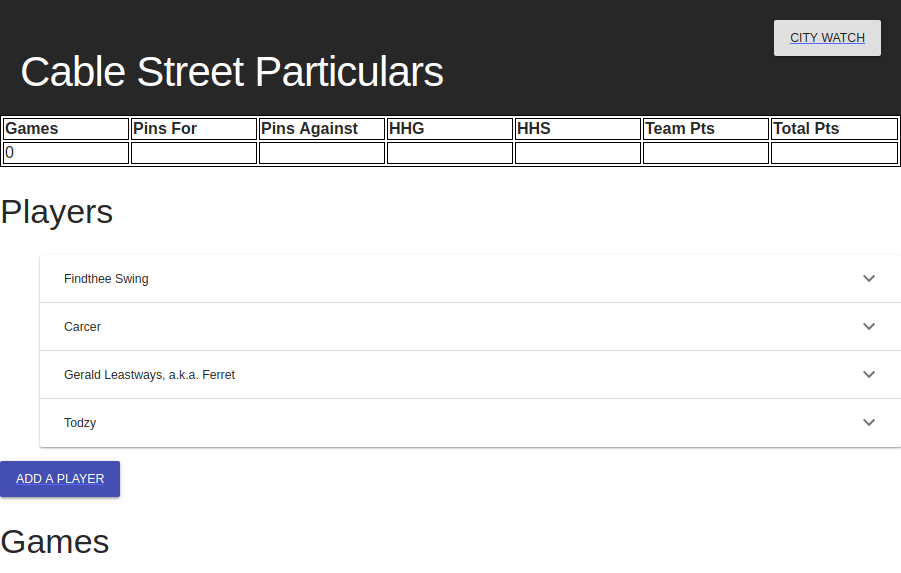 CITY WATCH
Cable Street Particulars
Games Pins For Pins Against HHG HHS Team Pts Total Pts
0
Players
Findthee Swing
Carcer
Gerald Leastways, a.k.a. Ferret
Todzy
ADD A PLAYER
Games